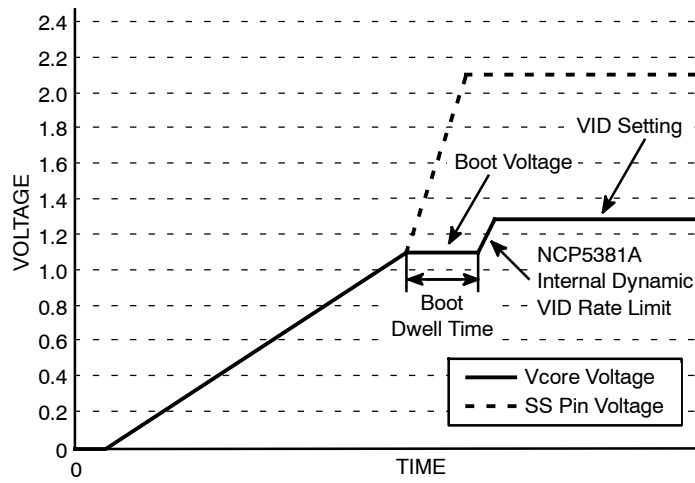 2.4
2.2
2.0
1.8
1.6
1.4
1.2
1.0
0.8
0.6
0.4
0.2
0
0
VOLTAGE
TIME
VID Setting
Boot Voltage
NCP5381A
Internal Dynamic
VID Rate Limit
Boot
Dwell Time
Vcore Voltage
SS Pin Voltage